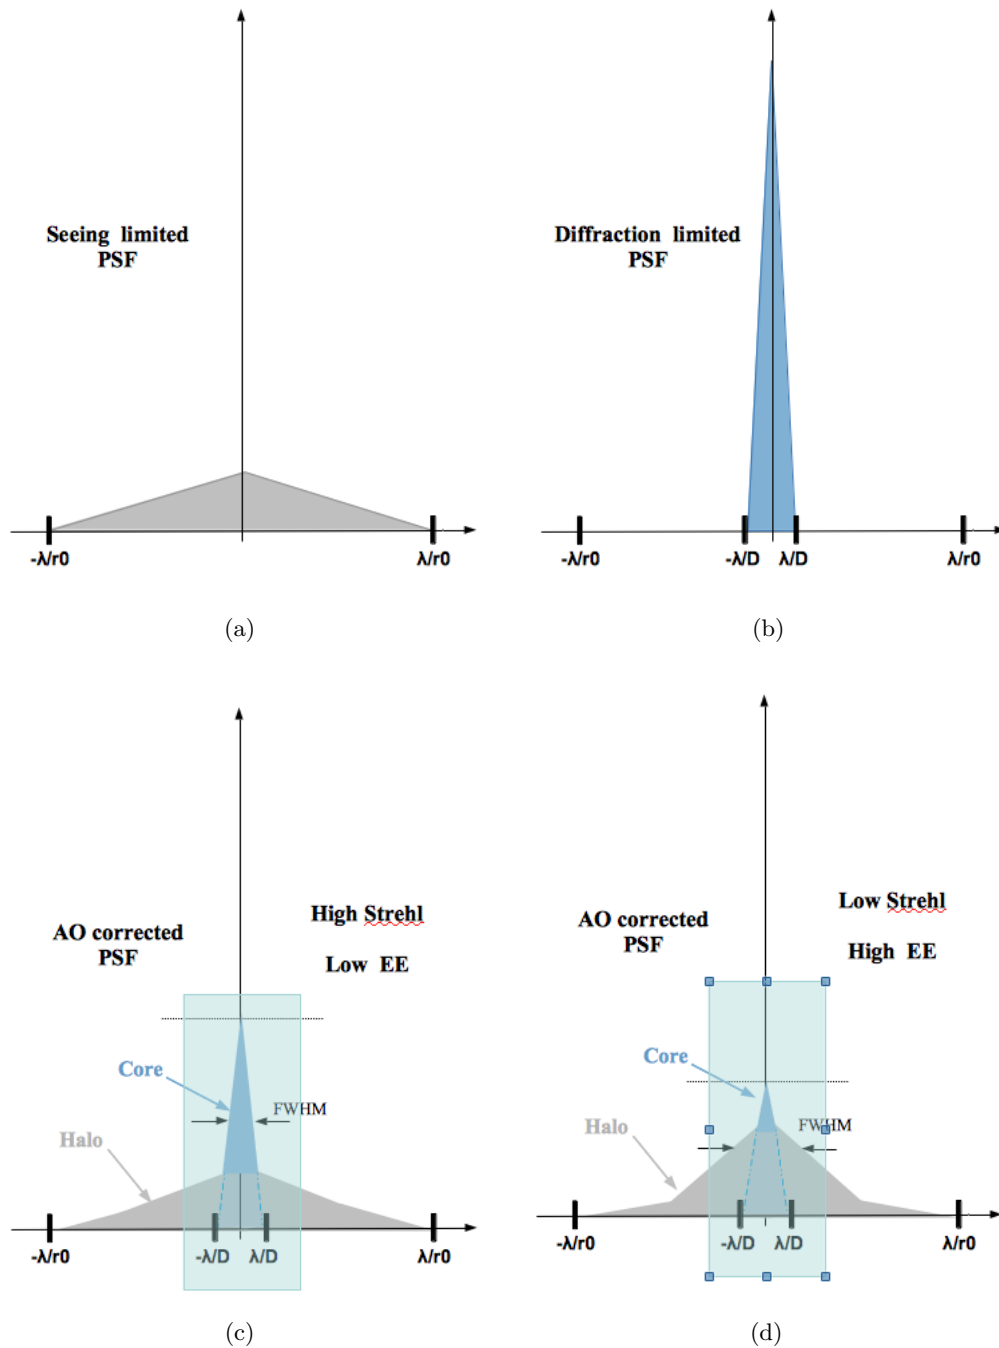 Seeing limited
PSF
-λ/r0
λ/r0
(a)
Diffraction limited
PSF
-λ/r0
-λ/D
λ/D
λ/r0
(b)
AO corrected
PSF
High Strehl
Low EE
Core
FWHM
Halo
-λ/r0
-λ/D
λ/D
λ/r0
(c)
AO corrected
PSF
Low Strehl
High EE
Core
FWHM
Halo
-λ/r0
-λ/D
λ/D
λ/r0
(d)